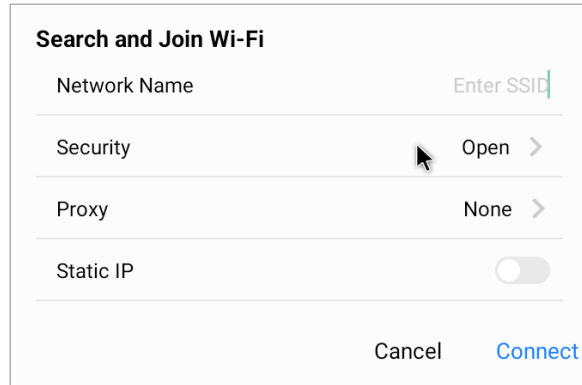 Search and Join Wi-Fi
Network Name Enter SSID
Security Open
Proxy None
Static IP
Cancel Connect